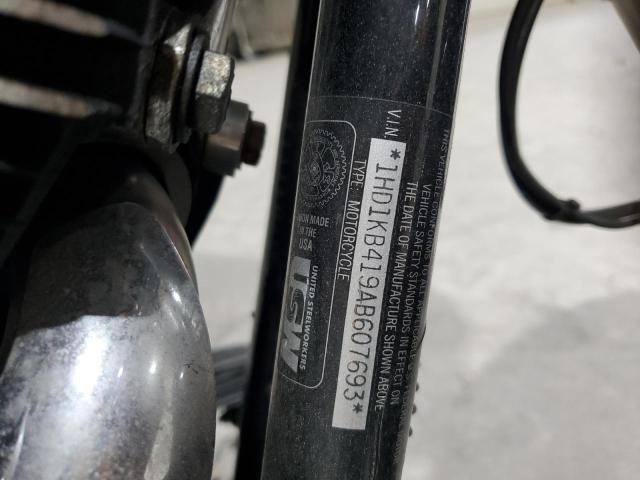 THIS VEHICLE CONFORMS TO ALL APPLICABLE
VEHICLE SAFETY STANDARDS IN EFFECT ON
THE DATE OF MANUFACTURE SHOWN ABOVE
V.I.N.
*1HD1KB419AB607693*
TYPE: MOTORCYCLE
UNION MADE
IN THE
USA
UNITED STEELWORKERS
USW